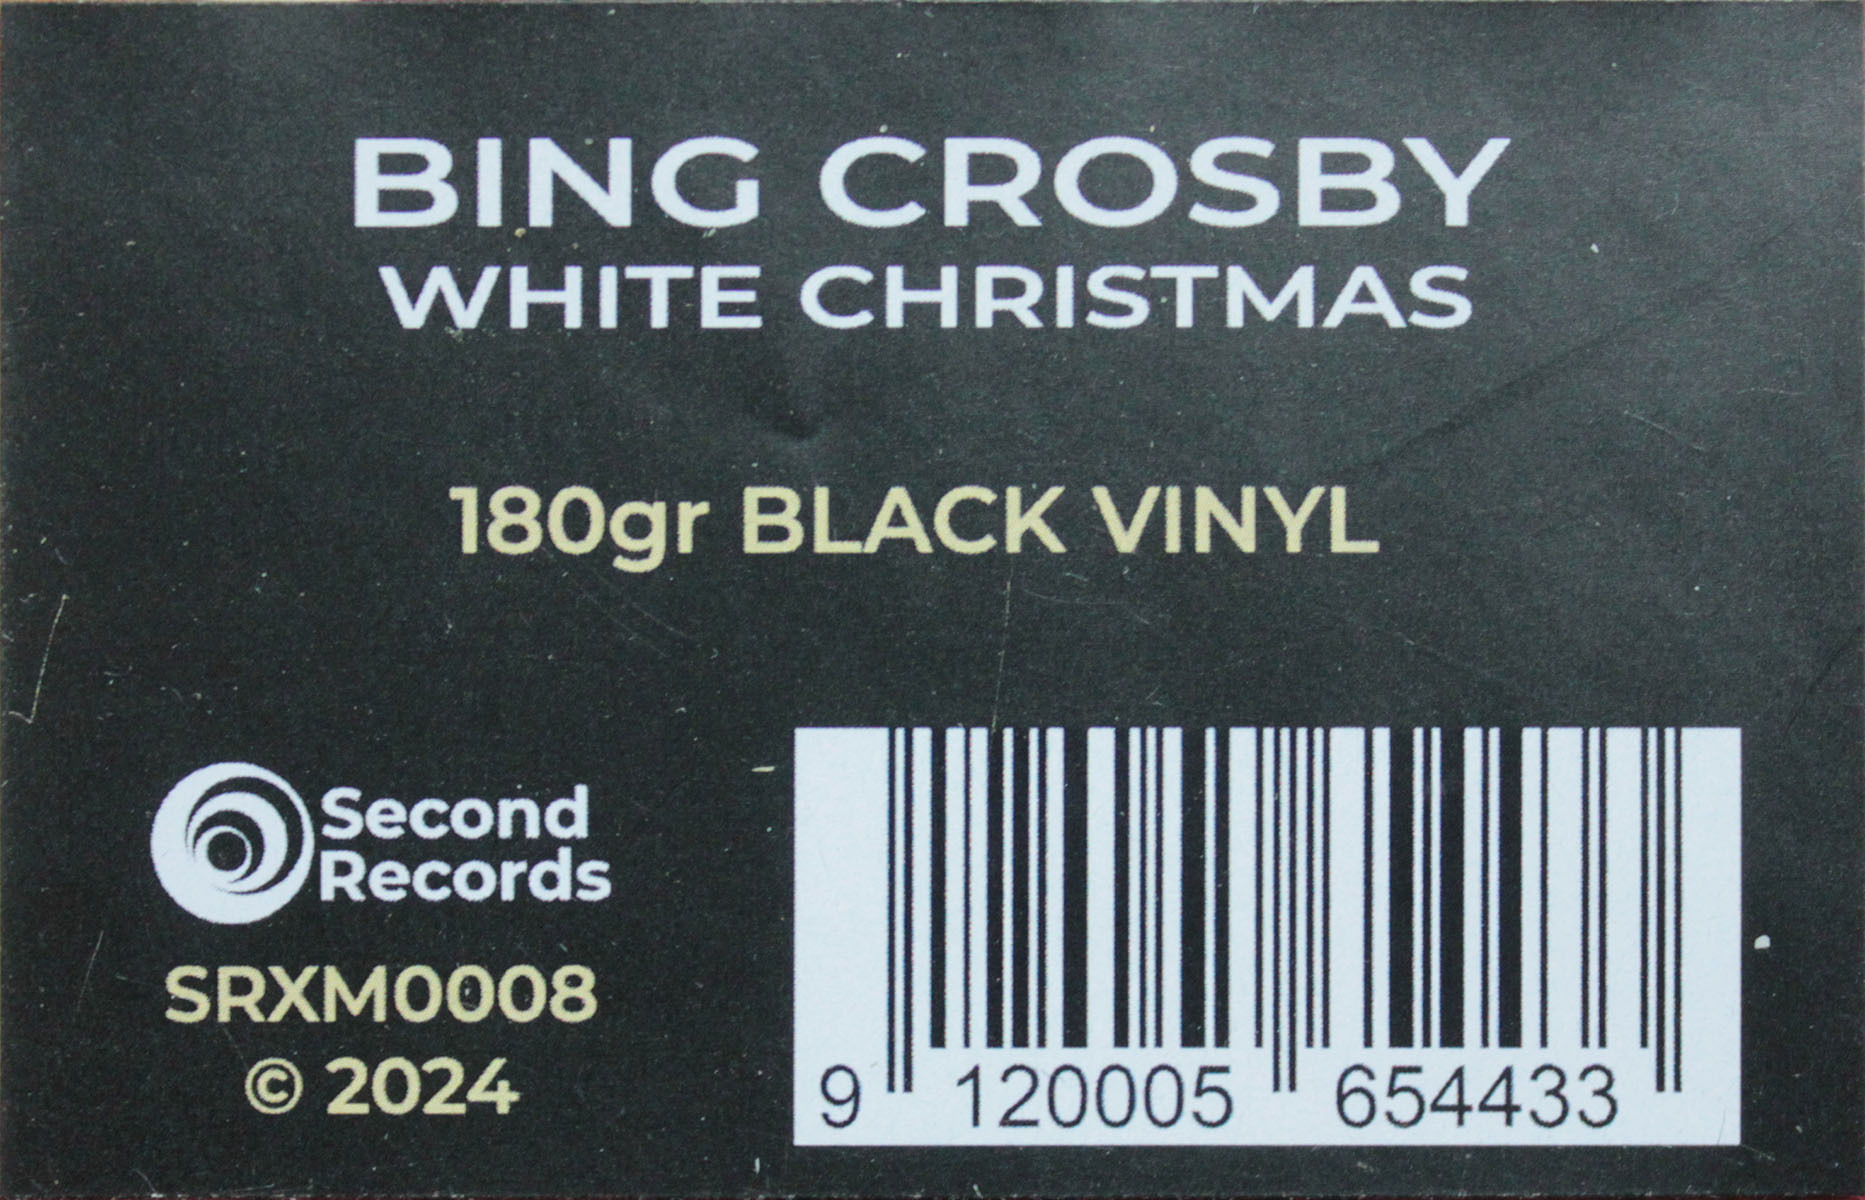 BING CROSBY
WHITE CHRISTMAS
180gr BLACK VINYL
Second
Records
SRXM0008
© 2024
9 120005 654433